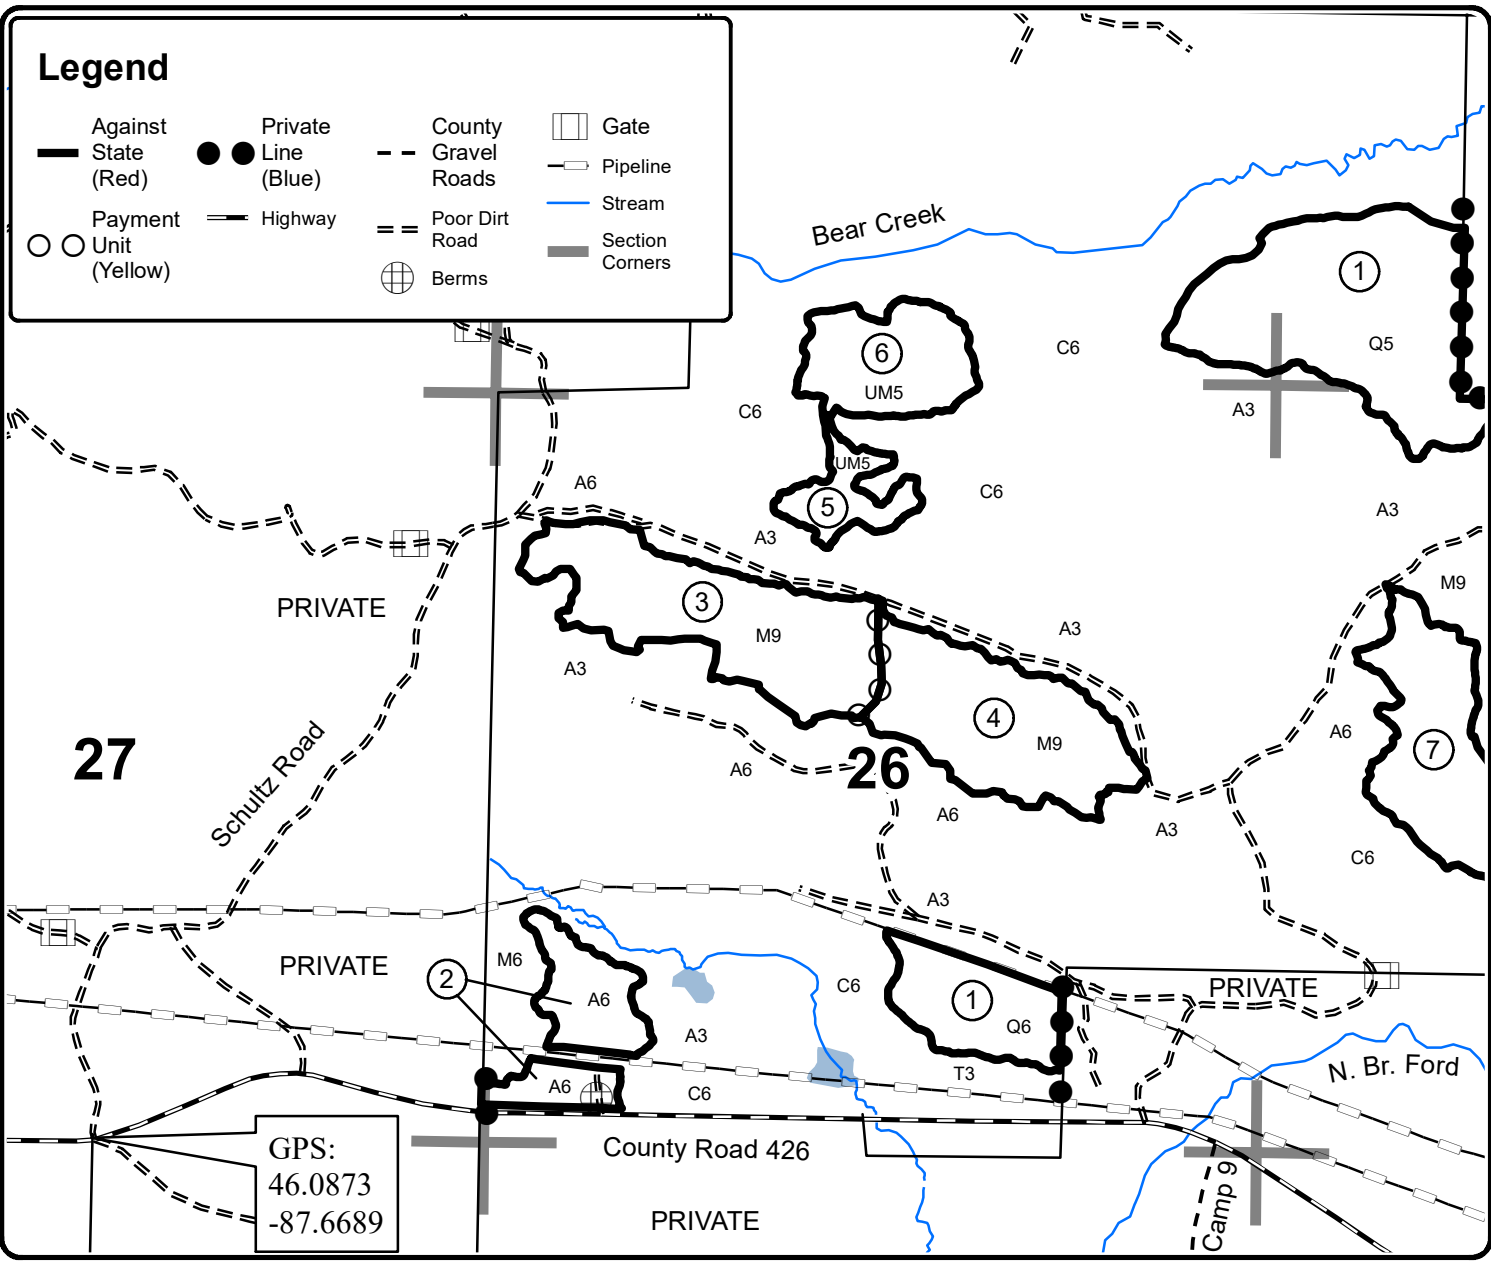 Legend
Against
State
(Red)
Private
Line
(Blue)
County
Gravel
Roads
Gate
Pipeline
Payment
Unit
(Yellow)
Highway
Poor Dirt
Road
Stream
Section
Corners
Berms
Bear Creek
1
Q5
6
UM5
C6
C6
A3
UM5
5
C6
A6
A3
A3
PRIVATE
3
M9
A3
M9
A3
4
M9
A6
7
27
Schultz Road
A6
26
A6
A3
C6
A3
M6
PRIVATE
2
A6
C6
1
Q6
PRIVATE
A3
T3
N. Br. Ford
A6
C6
GPS:
46.0873
-87.6689
County Road 426
PRIVATE
Camp 9